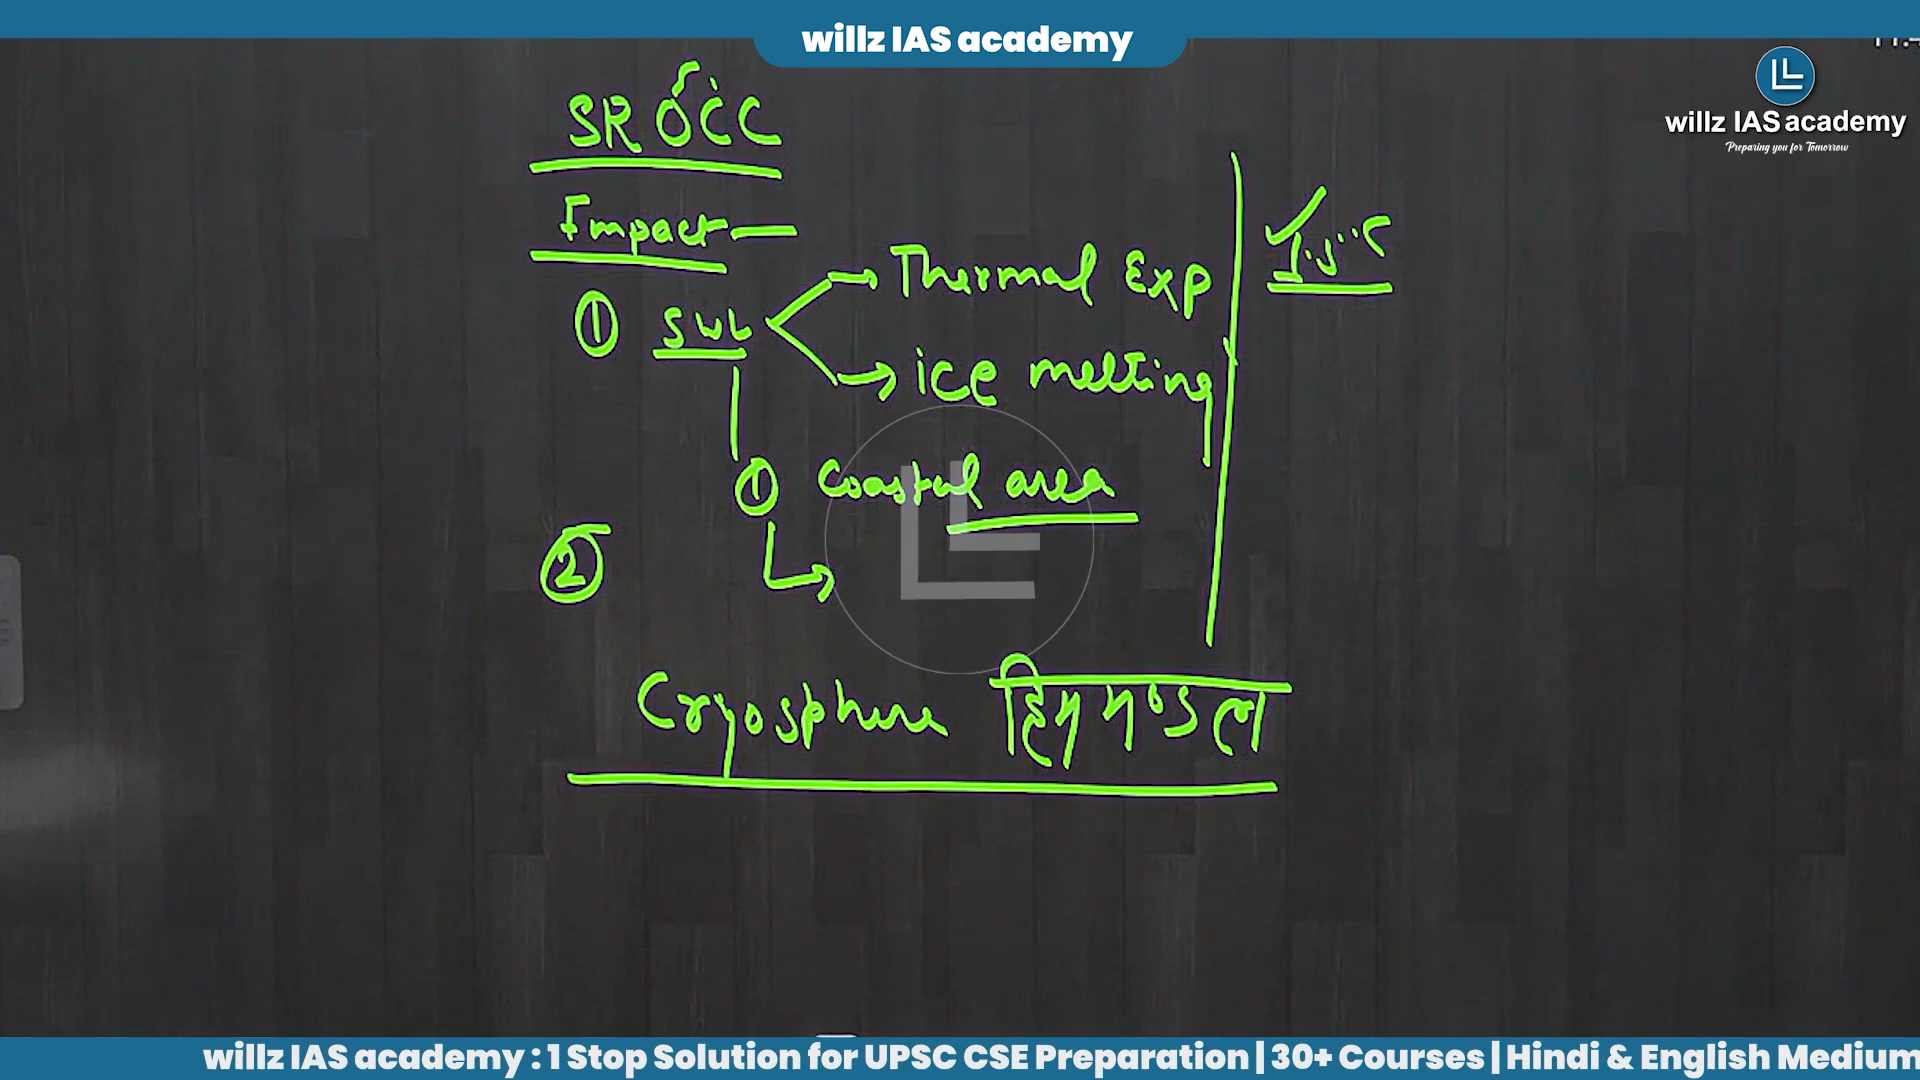 willz IAS academy
willz IAS academy
Preparing you for Tomorrow
SROCC
Impact
① SWL → Thermal Exp
→ ice melting
① Coastal area
②
Cryosphere हिममण्डल
willz IAS academy : 1 Stop Solution for UPSC CSE Preparation | 30+ Courses | Hindi & English Medium